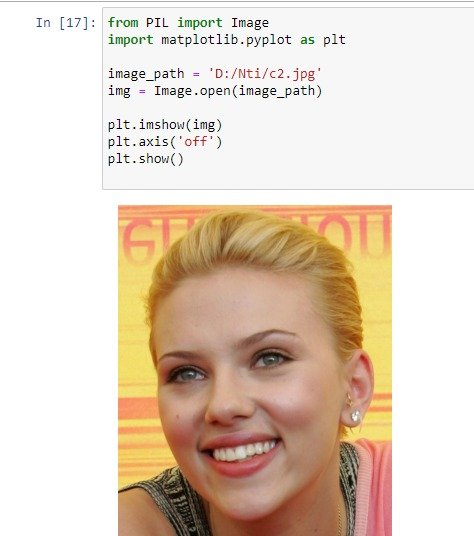 In [17]: from PIL import Image
import matplotlib.pyplot as plt
image_path = 'D:/Nti/c2.jpg'
img = Image.open(image_path)
plt.imshow(img)
plt.axis('off')
plt.show()